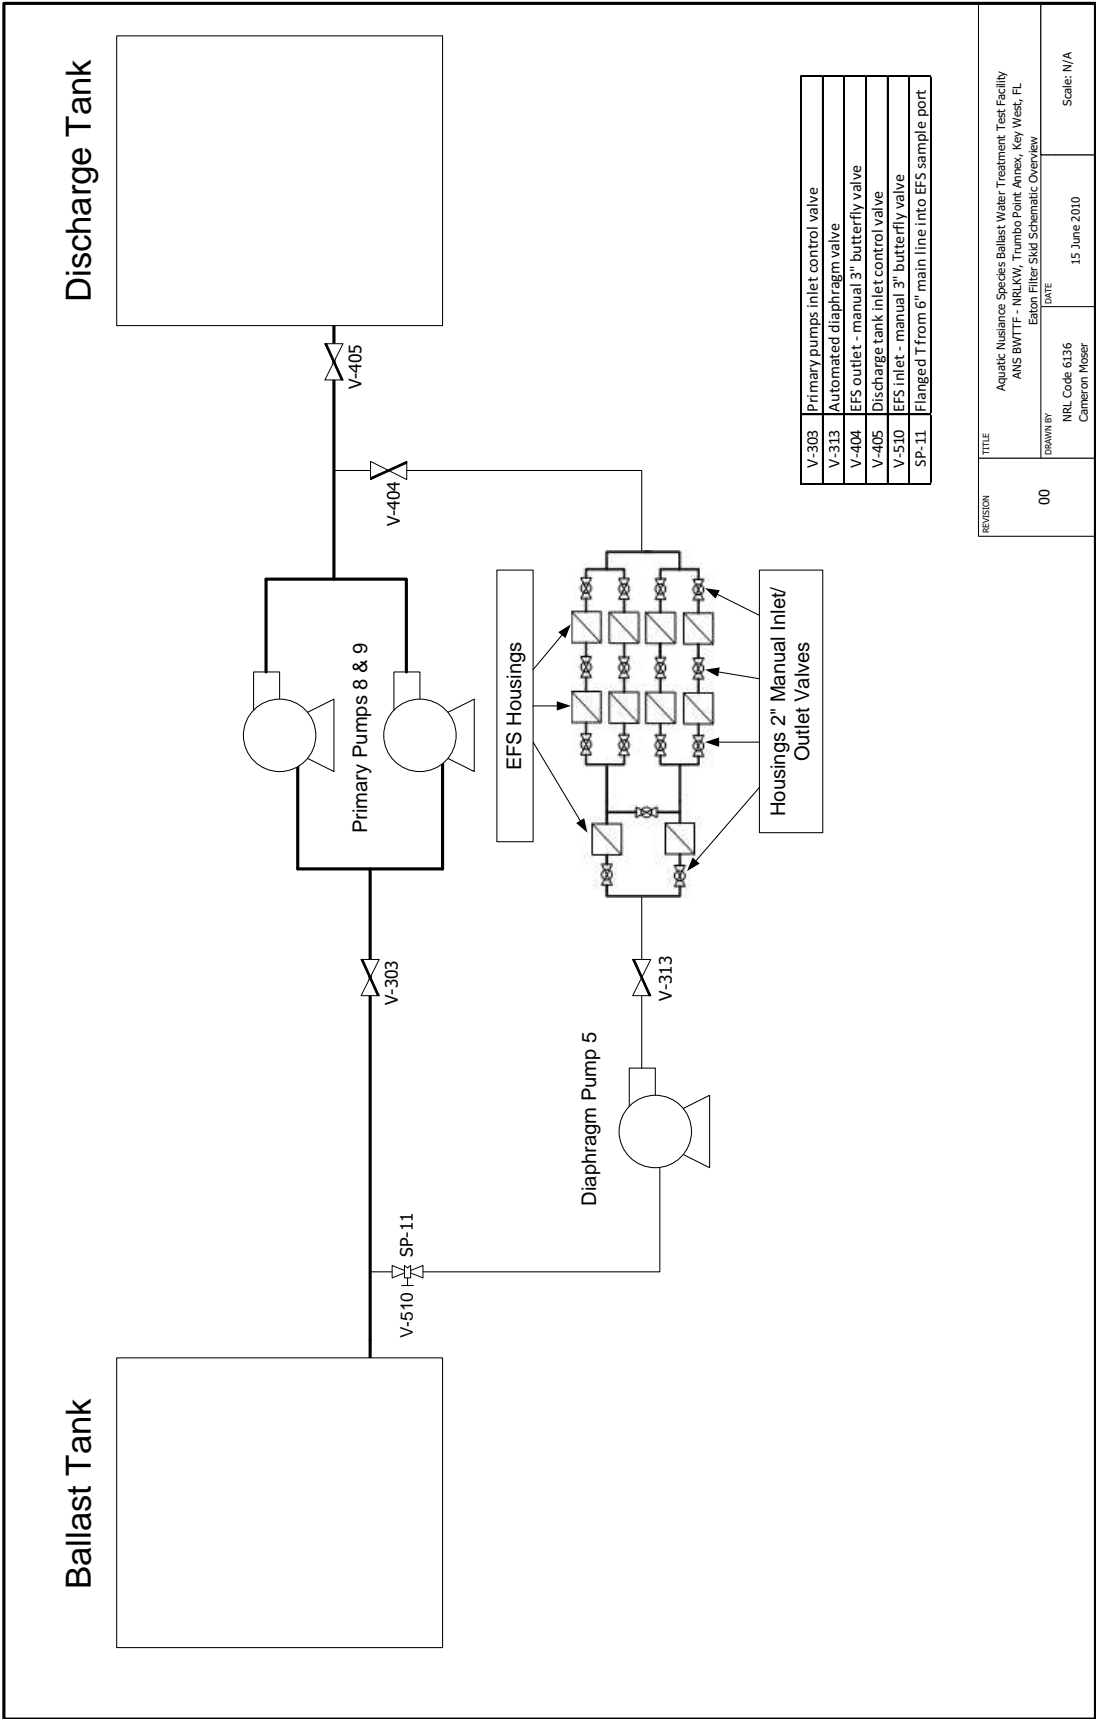 Ballast Tank
Discharge Tank
V-405
V-404
V-303
Primary Pumps 8 & 9
V-510
SP-11
Diaphragm Pump 5
V-313
EFS Housings
Housings 2" Manual Inlet/
Outlet Valves
V-303 Primary pumps inlet control valve
V-313 Automated diaphragm valve
V-404 EFS outlet - manual 3" butterfly valve
V-405 Discharge tank inlet control valve
V-510 EFS inlet - manual 3" butterfly valve
SP-11 Flanged T from 6" main line into EFS sample port
REVISION
00
TITLE
Aquatic Nusiance Species Ballast Water Treatment Test Facility
ANS BWTTF - NRLKW, Trumbo Point Annex, Key West, FL
Eaton Filter Skid Schematic Overview
DRAWN BY
NRL Code 6136
Cameron Moser
DATE
15 June 2010
Scale: N/A